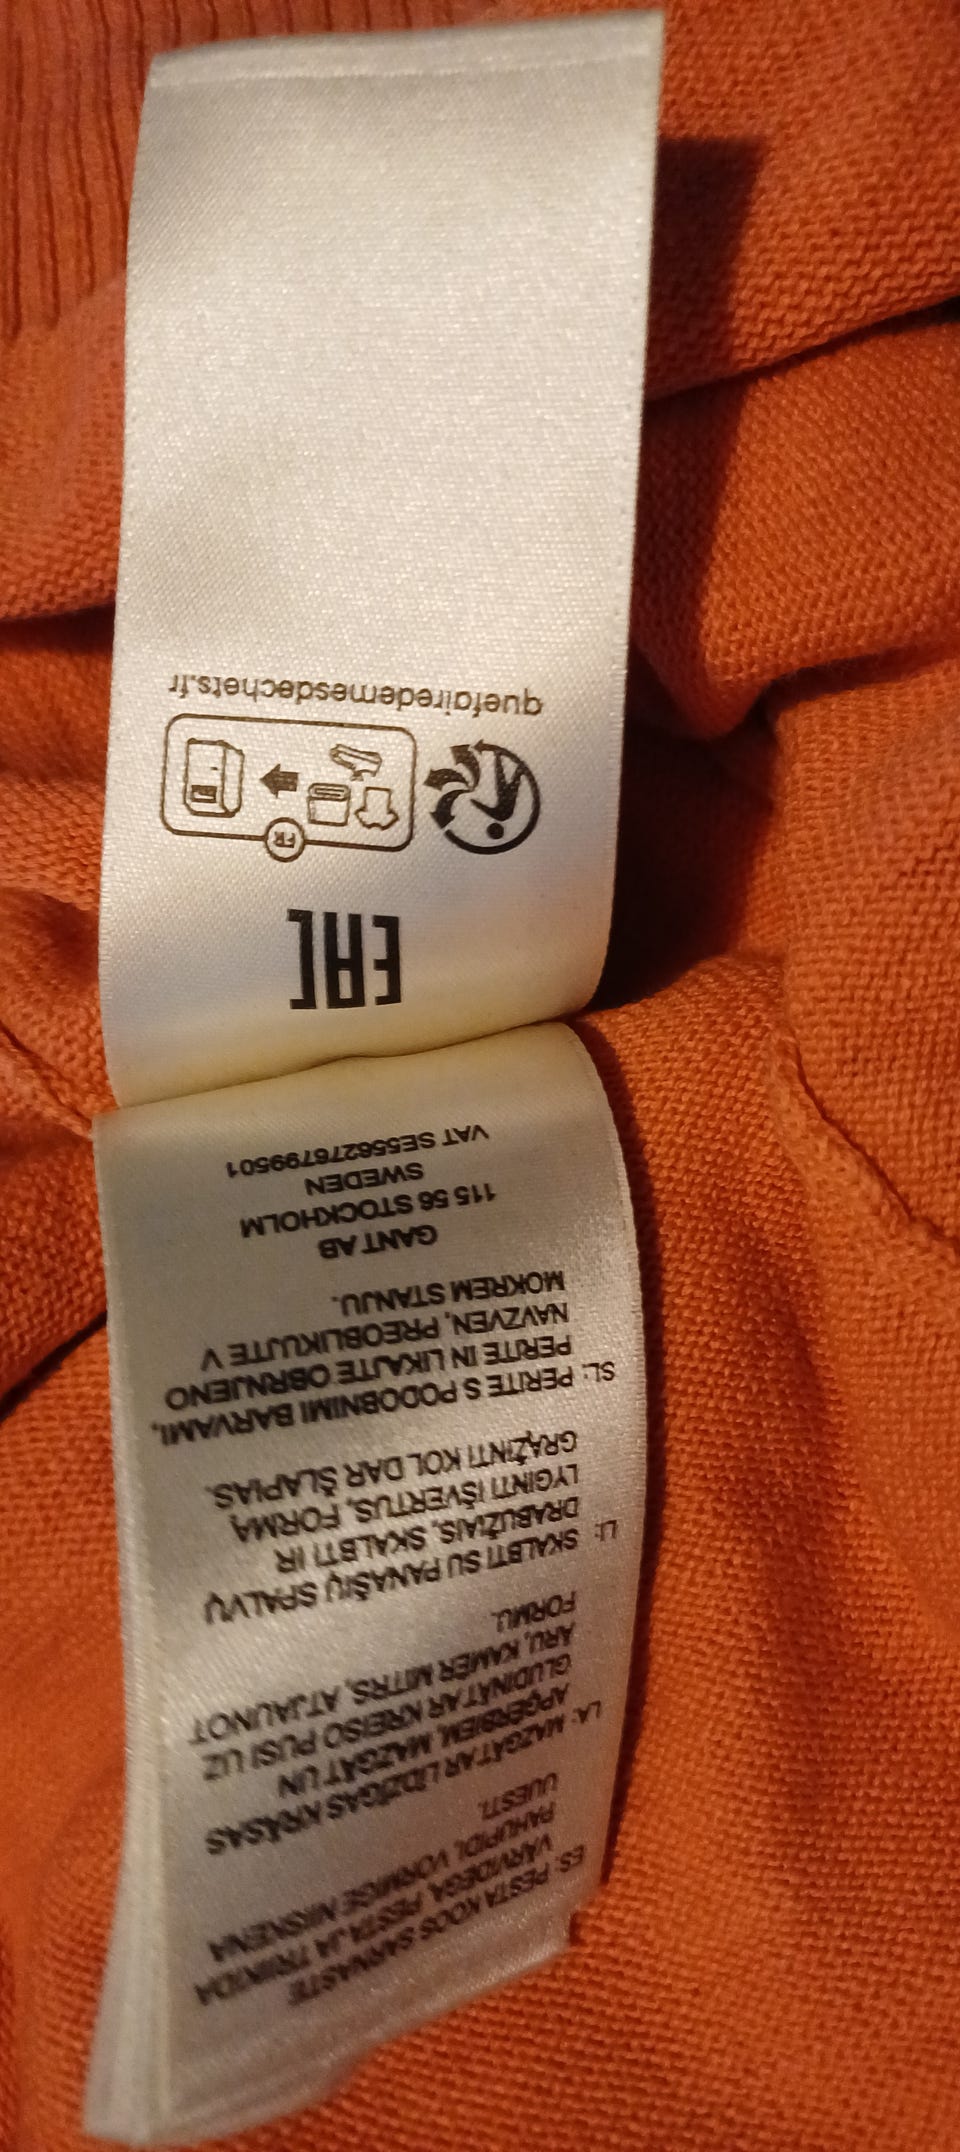 ES: PESTA KOOS SARNASTE
VÄRVIDEGA, PESTA JA TRIIKIDA
PAHUPIDI, VORMIGE NIISKENA
UUESTI.
LA: MAZGĀT AR LĪDZĪGAS KRĀSAS
APĢĒRBIEM, MAZGĀT UN
GLUDINĀT AR KREISO PUSI UZ
ĀRU, KAMĒR MITRS, ATJAUNOT
FORMU.
LI: SKALBTI SU PANAŠIŲ SPALVŲ
DRABUŽIAIS, SKALBTI IR
LYGINTI IŠVERTUS, FORMĄ
GRĄŽINTI KOL DAR ŠLAPIAS.
SL: PERITE S PODOBNIMI BARVAMI,
PERITE IN LIKAJTE OBRNJENO
NAVZVEN, PREOBLIKUJTE V
MOKREM STANJU.
GANT AB
115 56 STOCKHOLM
SWEDEN
VAT SE556276799501
EAC
FR
quefairedemesdechets.fr